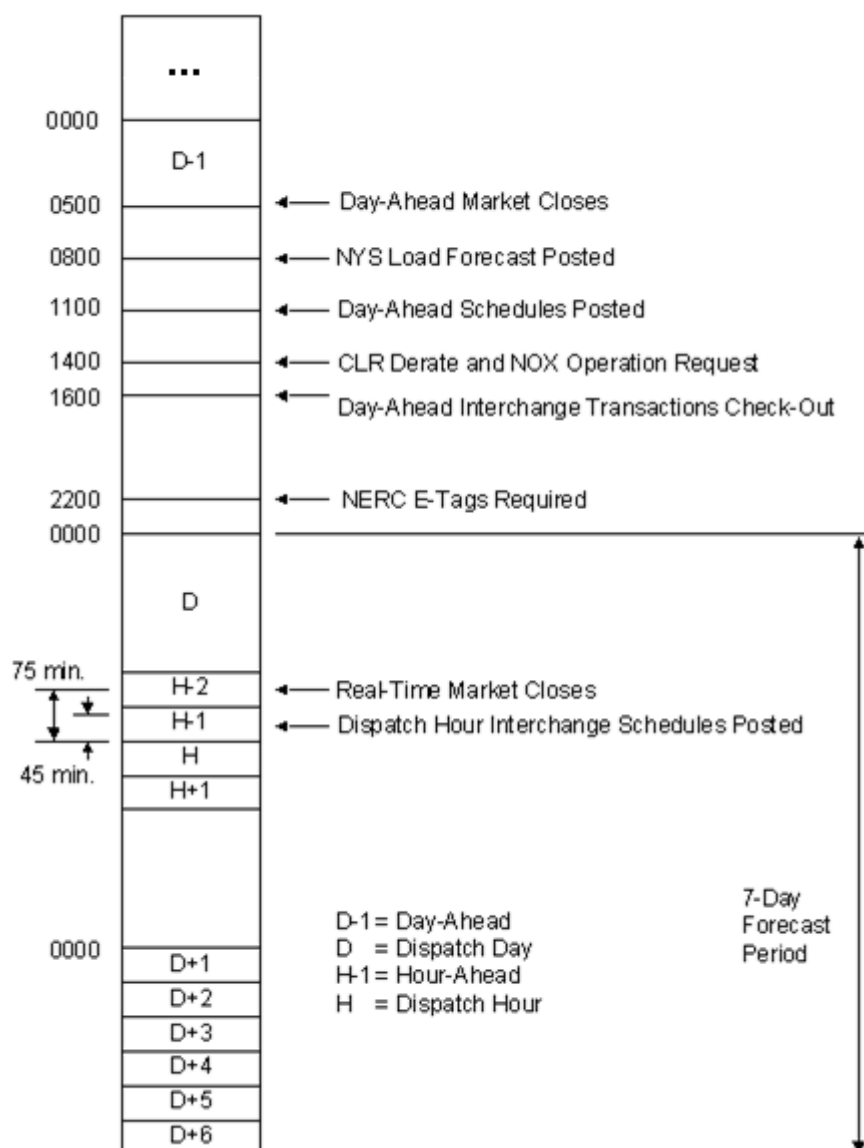 ...
0000
D-1
0500
Day-Ahead Market Closes
0800
NYS Load Forecast Posted
1100
Day-Ahead Schedules Posted
1400
CLR Derate and NOX Operation Request
1600
Day-Ahead Interchange Transactions Check-Out
2200
NERC E-Tags Required
0000
D
75 min.
H-2
Real-Time Market Closes
H-1
Dispatch Hour Interchange Schedules Posted
H
45 min.
H+1
7-Day
Forecast
Period
D-1 = Day-Ahead
D = Dispatch Day
H-1 = Hour-Ahead
H = Dispatch Hour
0000
D+1
D+2
D+3
D+4
D+5
D+6